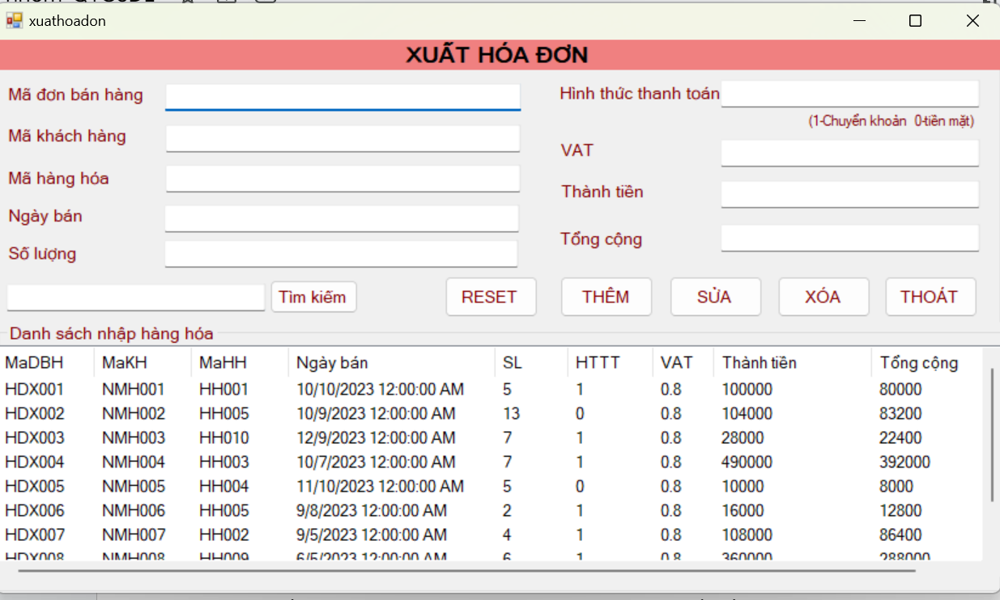 xuathoadon
XUẤT HÓA ĐƠN
Mã đơn bán hàng
Hình thức thanh toán
(1-Chuyển khoản 0-tiền mặt)
Mã khách hàng
VAT
Mã hàng hóa
Thành tiền
Ngày bán
Tổng cộng
Số lượng
Tìm kiếm RESET THÊM SỬA XÓA THOÁT
Danh sách nhập hàng hóa
MaDBH MaKH MaHH Ngày bán SL HTTT VAT Thành tiền Tổng cộng
HDX001 NMH001 HH001 10/10/2023 12:00:00 AM 5 1 0.8 100000 80000
HDX002 NMH002 HH005 10/9/2023 12:00:00 AM 13 0 0.8 104000 83200
HDX003 NMH003 HH010 12/9/2023 12:00:00 AM 7 1 0.8 28000 22400
HDX004 NMH004 HH003 10/7/2023 12:00:00 AM 7 1 0.8 490000 392000
HDX005 NMH005 HH004 11/10/2023 12:00:00 AM 5 0 0.8 10000 8000
HDX006 NMH006 HH005 9/8/2023 12:00:00 AM 2 1 0.8 16000 12800
HDX007 NMH007 HH002 9/5/2023 12:00:00 AM 4 1 0.8 108000 86400
HDX008 NMH008 HH009 6/5/2023 12:00:00 AM 6 1 0.8 360000 288000